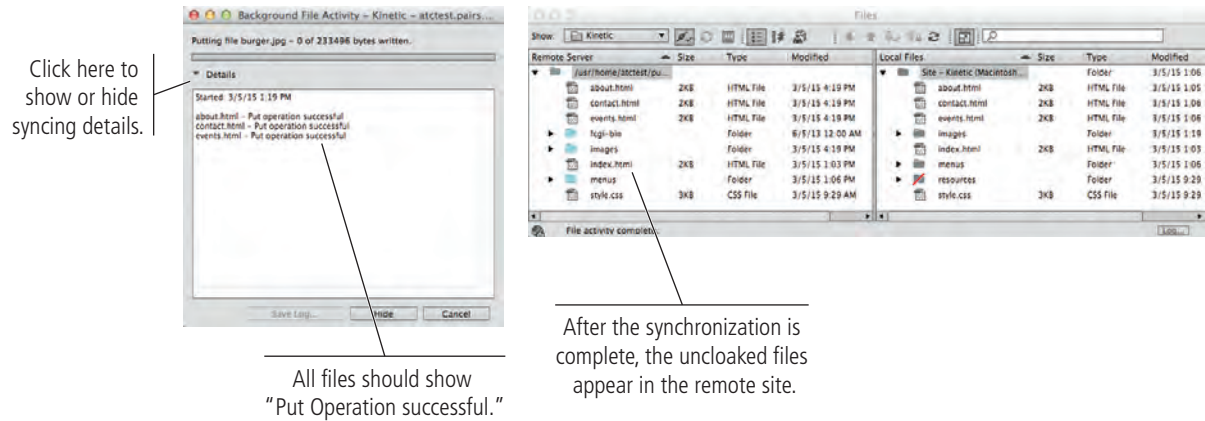 Background File Activity – Kinetic – atctest.pairs...
Putting file burger.jpg – 0 of 233496 bytes written.
Details
Started: 3/5/15 1:19 PM
about.html – Put operation successful
contact.html – Put operation successful
events.html – Put operation successful
Save Log...
Hide
Cancel
Click here to
show or hide
syncing details.
All files should show
“Put Operation successful.”
Files
Show: Kinetic
Remote Server Size Type Modified
/usr/home/atctest/pu...
about.html 2KB HTML File 3/5/15 4:19 PM
contact.html 2KB HTML File 3/5/15 4:19 PM
events.html 2KB HTML File 3/5/15 4:19 PM
fcgi-bin Folder 6/5/13 12:00 AM
images Folder 3/5/15 4:19 PM
index.html 2KB HTML File 3/5/15 1:03 PM
menus Folder 3/5/15 1:06 PM
style.css 3KB CSS File 3/5/15 9:29 AM
Local Files Size Type Modified
Site – Kinetic (Macintosh... Folder 3/5/15 1:06
about.html 2KB HTML File 3/5/15 1:05
contact.html 2KB HTML File 3/5/15 1:06
events.html 2KB HTML File 3/5/15 1:06
images Folder 3/5/15 1:19
index.html 2KB HTML File 3/5/15 1:03
menus Folder 3/5/15 1:06
resources Folder 3/5/15 9:29
style.css 3KB CSS File 3/5/15 9:29
File activity complete.
Log...
After the synchronization is
complete, the uncloaked files
appear in the remote site.